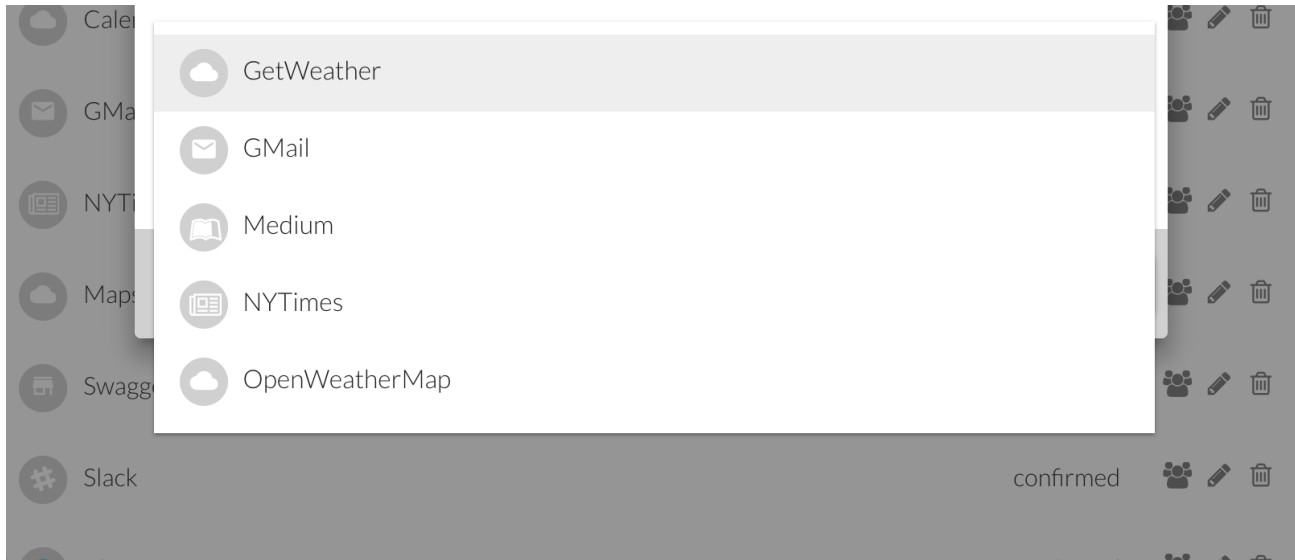 GetWeather
GMail
Medium
NYTimes
OpenWeatherMap
Slack confirmed